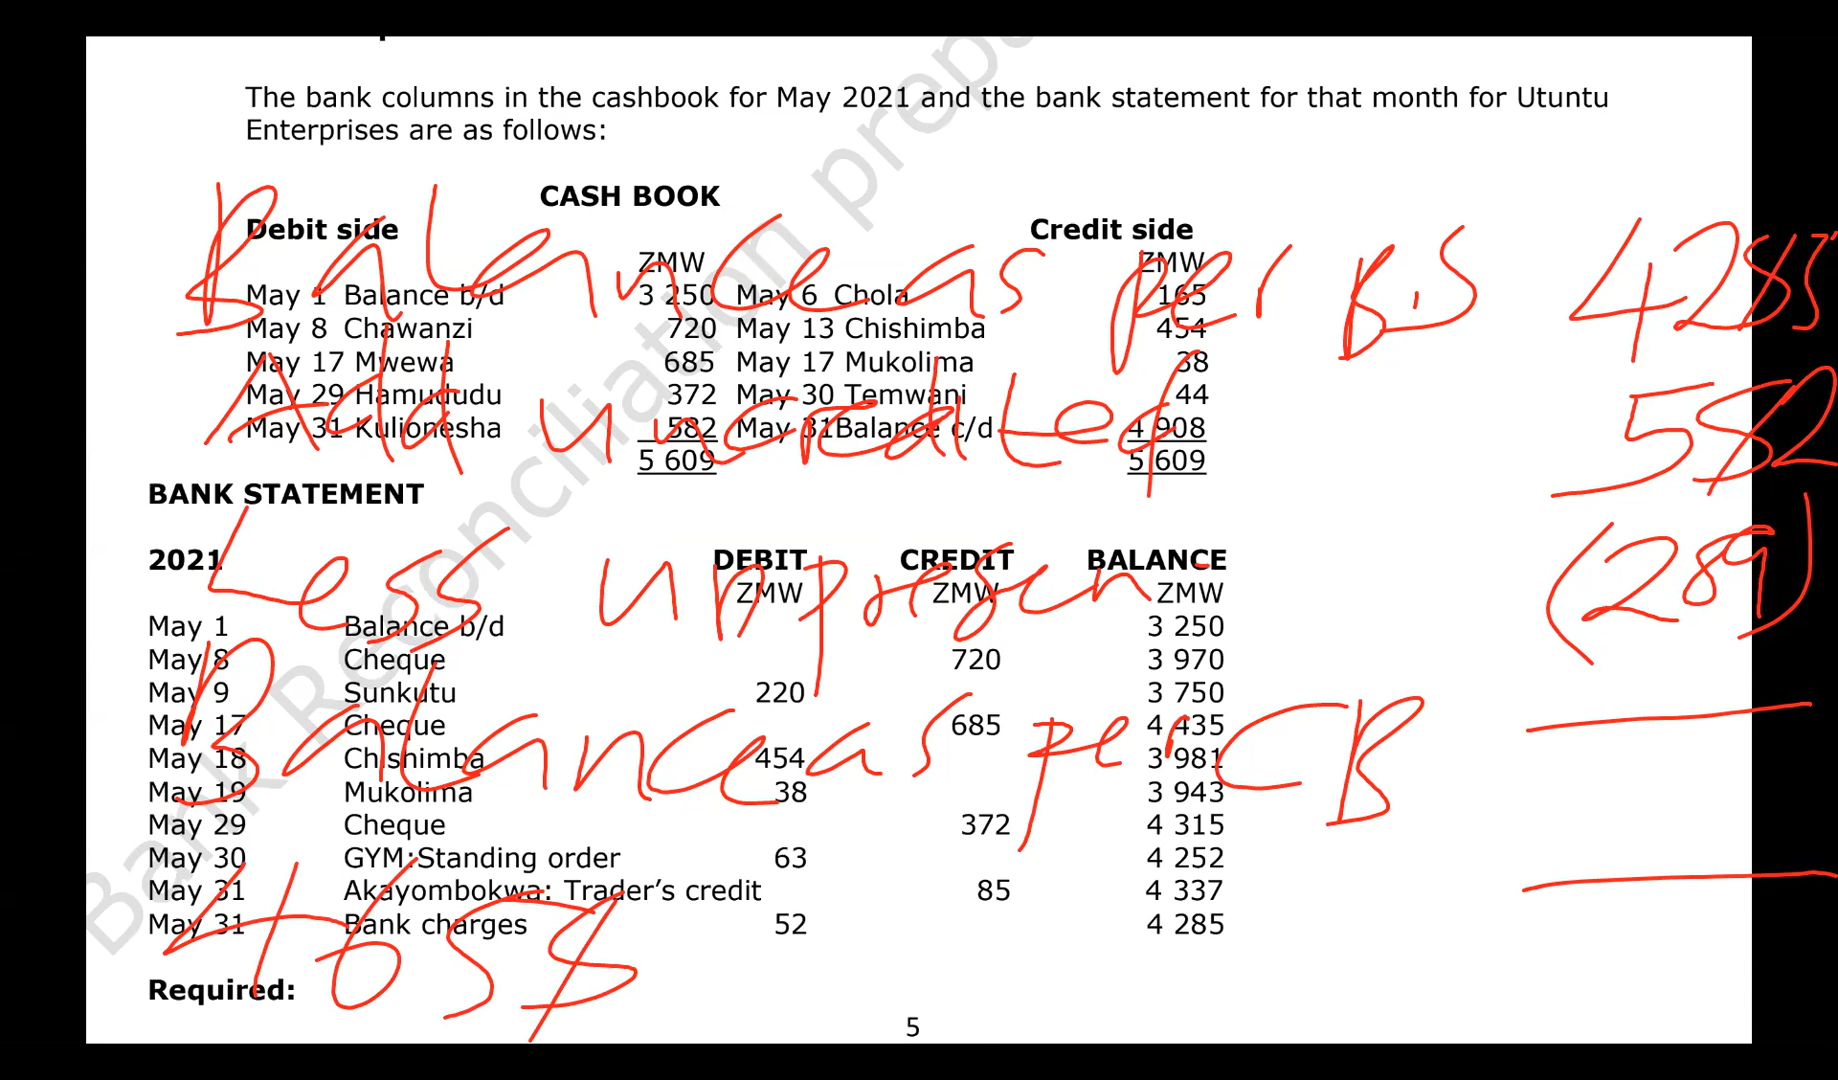 The bank columns in the cashbook for May 2021 and the bank statement for that month for Utuntu
Enterprises are as follows:
CASH BOOK
Debit side Credit side
ZMW ZMW
May 1 Balance b/d 3 250 May 6 Chola 165
May 8 Chawanzi 720 May 13 Chishimba 454
May 17 Mwewa 685 May 17 Mukolima 38
May 29 Hamududu 372 May 30 Temwani 44
May 31 Kulionesha 582 May 31Balance c/d 4 908
5 609 5 609
BANK STATEMENT
2021 DEBIT CREDIT BALANCE
ZMW ZMW ZMW
May 1 Balance b/d 3 250
May 8 Cheque 720 3 970
May 9 Sunkutu 220 3 750
May 17 Cheque 685 4 435
May 18 Chishimba 454 3 981
May 19 Mukolima 38 3 943
May 29 Cheque 372 4 315
May 30 GYM:Standing order 63 4 252
May 31 Akayombokwa: Trader’s credit 85 4 337
May 31 Bank charges 52 4 285
Required:
5
Bank Reconciliation prepa
Balance as per B.S 4285
Add uncredited 582
Less unpresen (289)
Balance as per CB